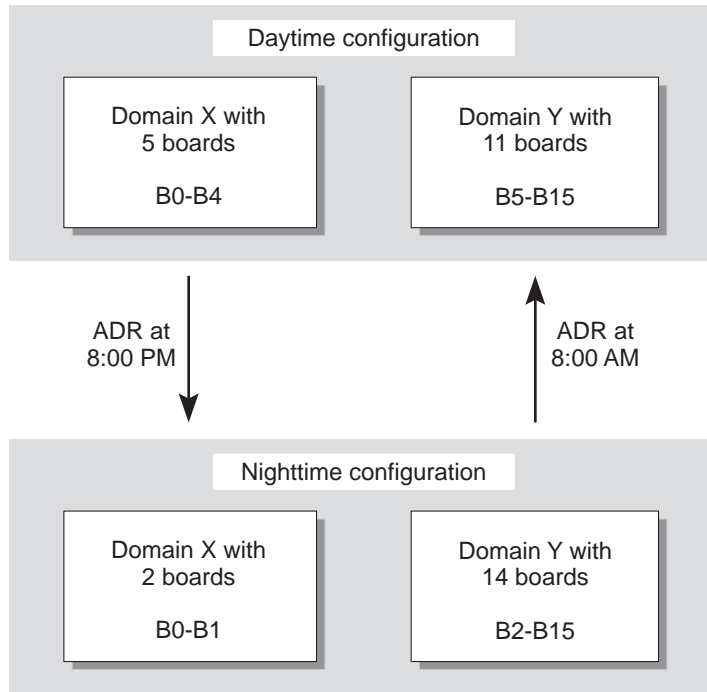 Daytime configuration
Domain X with
5 boards
B0-B4
Domain Y with
11 boards
B5-B15
ADR at
8:00 PM
ADR at
8:00 AM
Nighttime configuration
Domain X with
2 boards
B0-B1
Domain Y with
14 boards
B2-B15